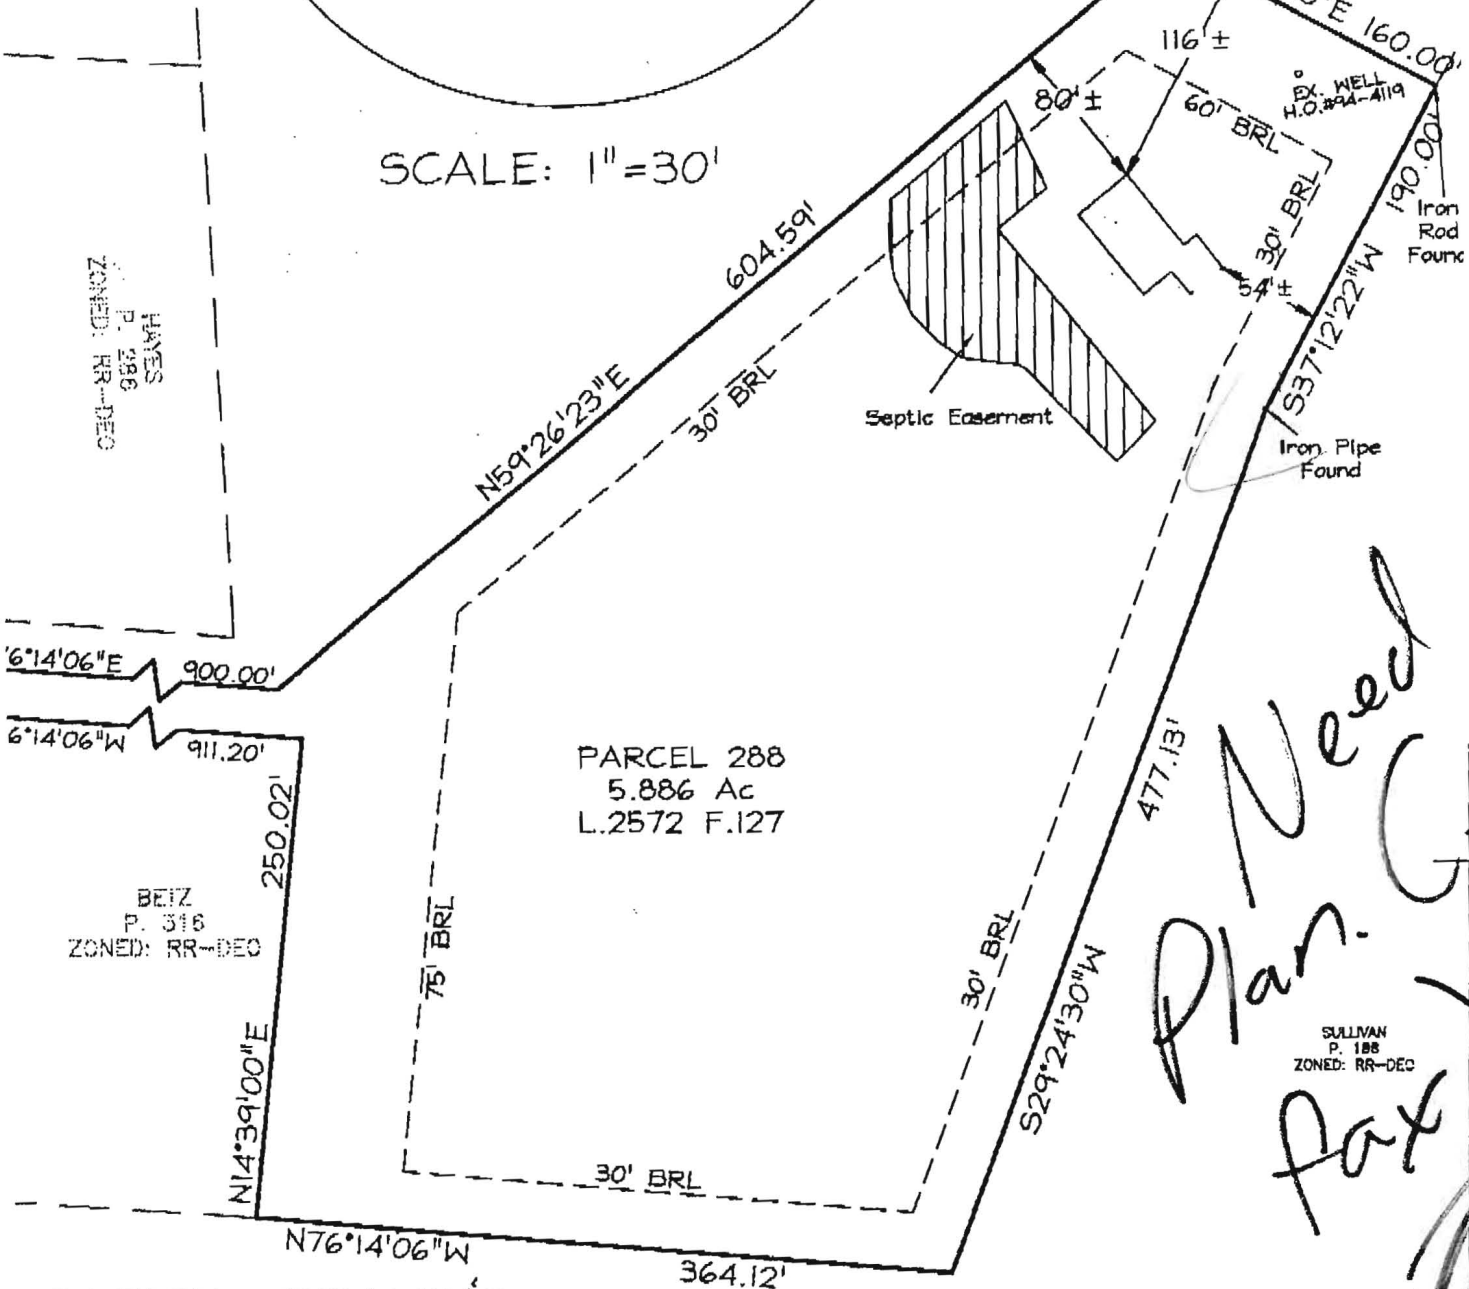 E 160.00'
116'±
80'±
EX. WELL
H.O.#94-4119
60' BRL
SCALE: 1"=30'
190.00'
Iron
Rod
Found
30' BRL
54'±
604.59'
S37°12'22"W
HAYES
P. 286
ZONED: RR-DEO
N59°26'23"E
30' BRL
Septic Easement
Iron Pipe
Found
6°14'06"E
900.00'
6°14'06"W
911.20'
Need
Plan.
fax
PARCEL 288
5.886 Ac
L.2572 F.127
477.13'
250.02'
BEIZ
P. 316
ZONED: RR-DEO
75' BRL
30' BRL
S29°24'30"W
SULLIVAN
P. 188
ZONED: RR-DEO
N14°39'00"E
30' BRL
N76°14'06"W
364.12'